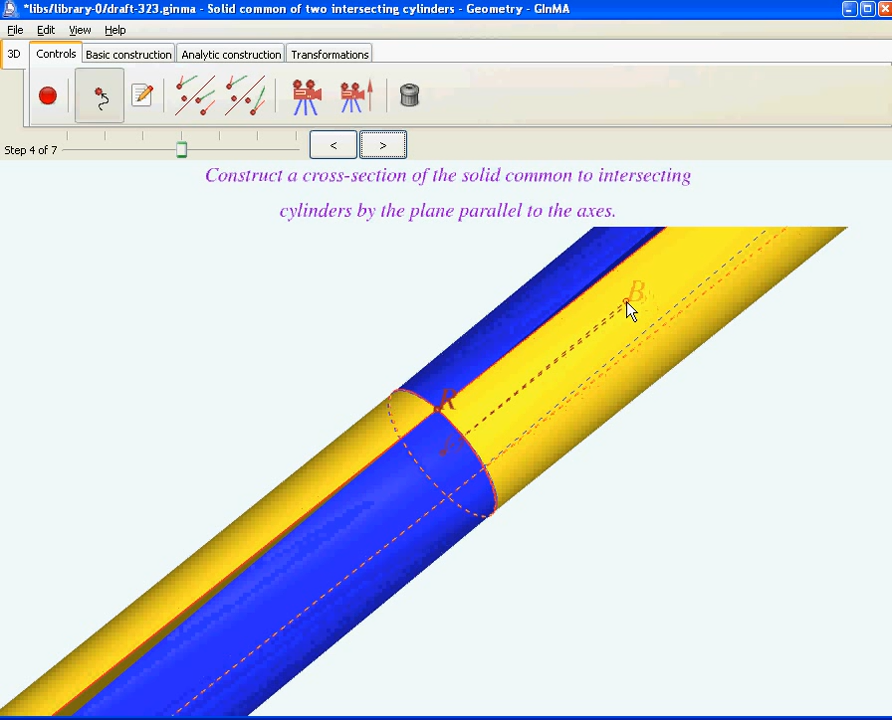 *libs/library-0/draft-323.ginma - Solid common of two intersecting cylinders - Geometry - GInMA
File Edit View Help
3D Controls Basic construction Analytic construction Transformations
Step 4 of 7 < >
Construct a cross-section of the solid common to intersecting
cylinders by the plane parallel to the axes.
B
R